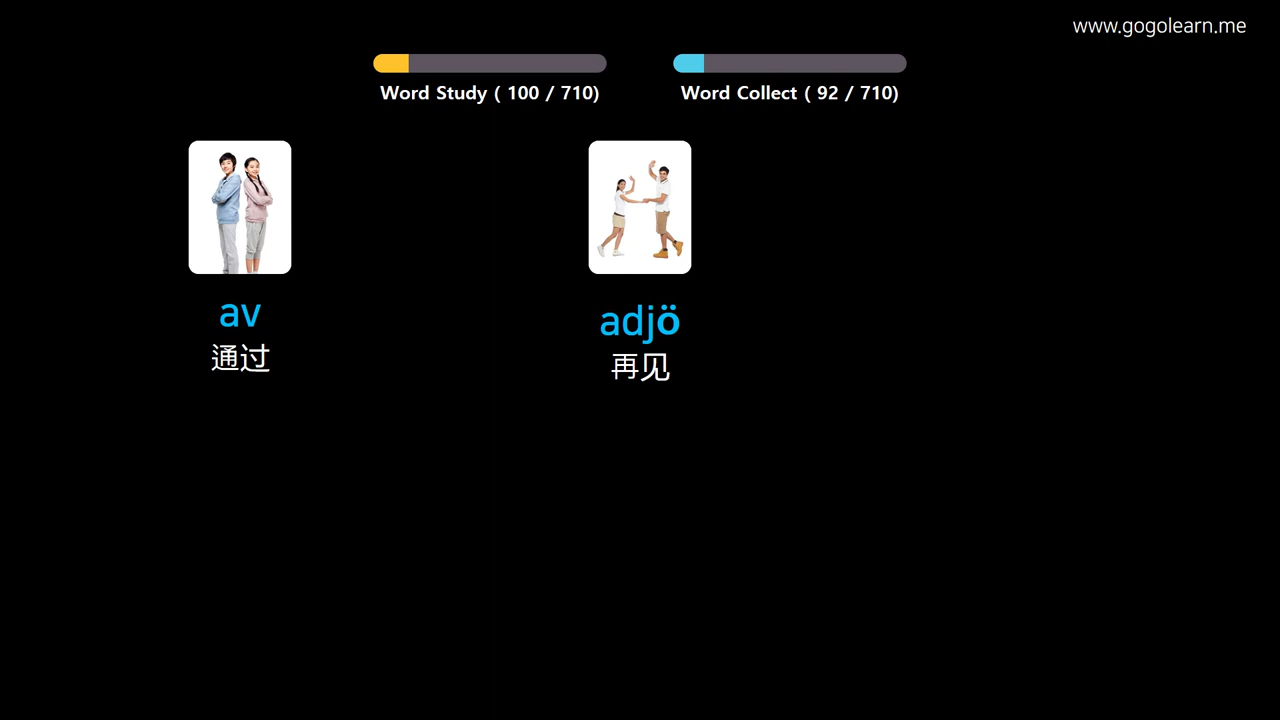 www.gogolearn.me
Word Study ( 100 / 710)
Word Collect ( 92 / 710)
av
通过
adjö
再见